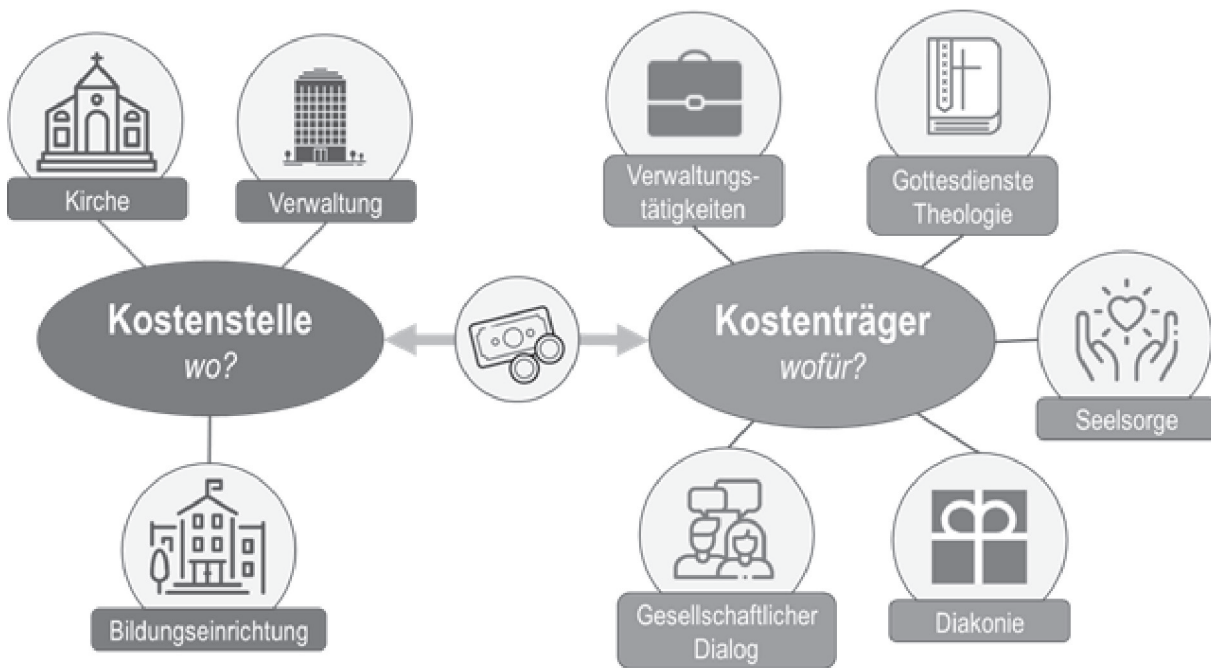 Kirche
Verwaltung
Verwaltungs-
tätigkeiten
Gottesdienste
Theologie
Kostenstelle
wo?
Kostenträger
wofür?
Seelsorge
Bildungseinrichtung
Gesellschaftlicher
Dialog
Diakonie